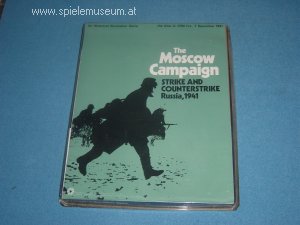 www.spielemuseum.at
The
Moscow
Campaign
STRIKE AND
COUNTERSTRIKE
Russia, 1941